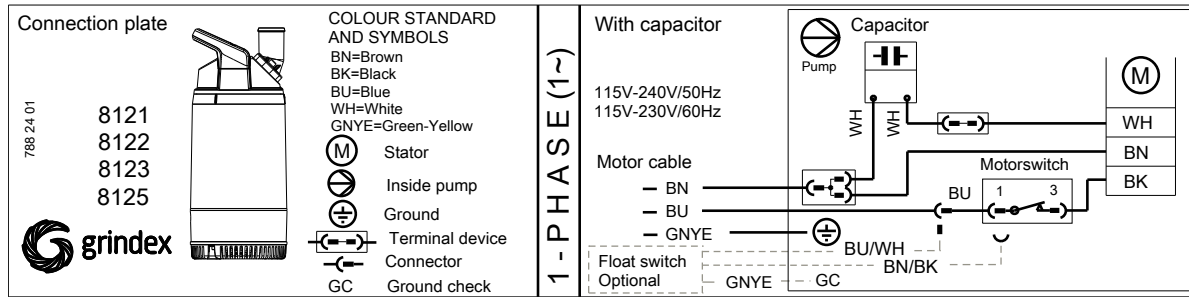 Connection plate
788 24 01
8121
8122
8123
8125
grindex
COLOUR STANDARD
AND SYMBOLS
BN=Brown
BK=Black
BU=Blue
WH=White
GNYE=Green-Yellow
M Stator
Inside pump
Ground
Terminal device
Connector
GC Ground check
1 - PHASE (1~)
With capacitor
115V-240V/50Hz
115V-230V/60Hz
Motor cable
BN
BU
GNYE
Float switch
Optional
GNYE
GC
BU/WH
BN/BK
Pump
Capacitor
WH
WH
Motorswitch
BU
1
3
M
WH
BN
BK